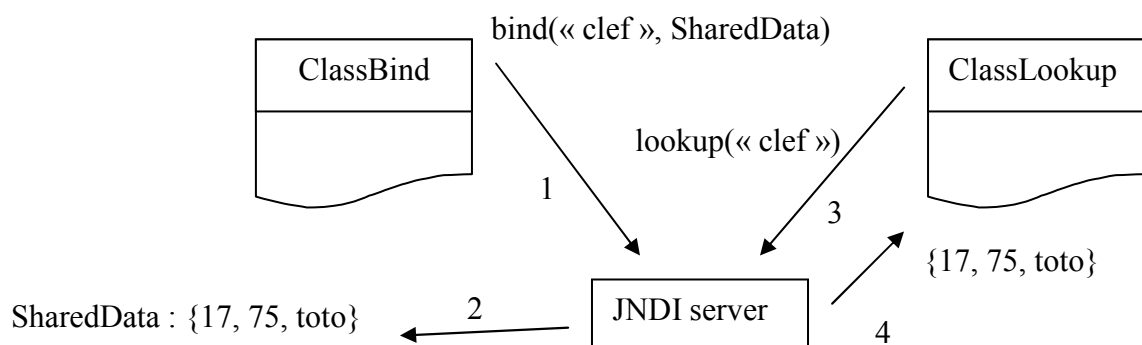 bind(« clef », SharedData)
ClassBind
ClassLookup
lookup(« clef »)
1
3
{17, 75, toto}
SharedData : {17, 75, toto}
2
JNDI server
4